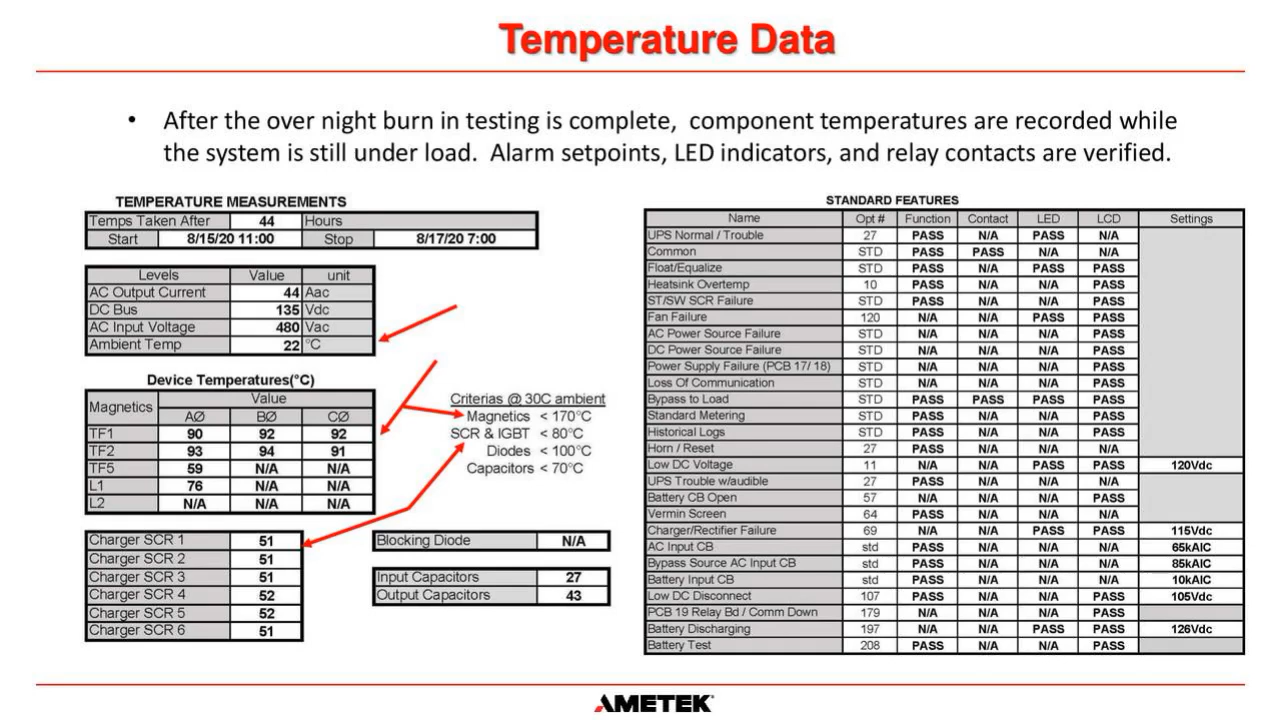 Temperature Data
• After the over night burn in testing is complete, component temperatures are recorded while
the system is still under load. Alarm setpoints, LED indicators, and relay contacts are verified.
TEMPERATURE MEASUREMENTS
Temps Taken After 44 Hours
Start 8/15/20 11:00 Stop 8/17/20 7:00
Levels Value unit
AC Output Current 44 Aac
DC Bus 135 Vdc
AC Input Voltage 480 Vac
Ambient Temp 22 °C
Device Temperatures(°C)
Magnetics Value
AØ BØ CØ
TF1 90 92 92
TF2 93 94 91
TF5 59 N/A N/A
L1 76 N/A N/A
L2 N/A N/A N/A
Criterias @ 30C ambient
Magnetics < 170°C
SCR & IGBT < 80°C
Diodes < 100°C
Capacitors < 70°C
Charger SCR 1 51
Charger SCR 2 51
Charger SCR 3 51
Charger SCR 4 52
Charger SCR 5 52
Charger SCR 6 51
Blocking Diode N/A
Input Capacitors 27
Output Capacitors 43
STANDARD FEATURES
Name Opt # Function Contact LED LCD Settings
UPS Normal / Trouble 27 PASS N/A PASS N/A
Common STD PASS PASS N/A N/A
Float/Equalize STD PASS N/A PASS PASS
Heatsink Overtemp 10 PASS N/A N/A PASS
ST/SW SCR Failure STD PASS N/A N/A PASS
Fan Failure 120 N/A N/A PASS PASS
AC Power Source Failure STD N/A N/A N/A PASS
DC Power Source Failure STD N/A N/A N/A PASS
Power Supply Failure (PCB 17/ 18) STD N/A N/A N/A PASS
Loss Of Communication STD N/A N/A N/A PASS
Bypass to Load STD PASS PASS PASS PASS
Standard Metering STD PASS N/A N/A PASS
Historical Logs STD PASS N/A N/A PASS
Horn / Reset 27 PASS N/A N/A N/A
Low DC Voltage 11 N/A N/A PASS PASS 120Vdc
UPS Trouble w/audible 27 PASS N/A N/A N/A
Battery CB Open 57 N/A N/A N/A PASS
Vermin Screen 64 PASS N/A N/A N/A
Charger/Rectifier Failure 69 N/A N/A PASS PASS 115Vdc
AC Input CB std PASS N/A N/A N/A 65kAIC
Bypass Source AC Input CB std PASS N/A N/A N/A 85kAIC
Battery Input CB std PASS N/A N/A N/A 10kAIC
Low DC Disconnect 107 PASS N/A N/A PASS 105Vdc
PCB 19 Relay Bd / Comm Down 179 N/A N/A N/A PASS
Battery Discharging 197 N/A N/A PASS PASS 126Vdc
Battery Test 208 PASS N/A N/A PASS
AMETEK